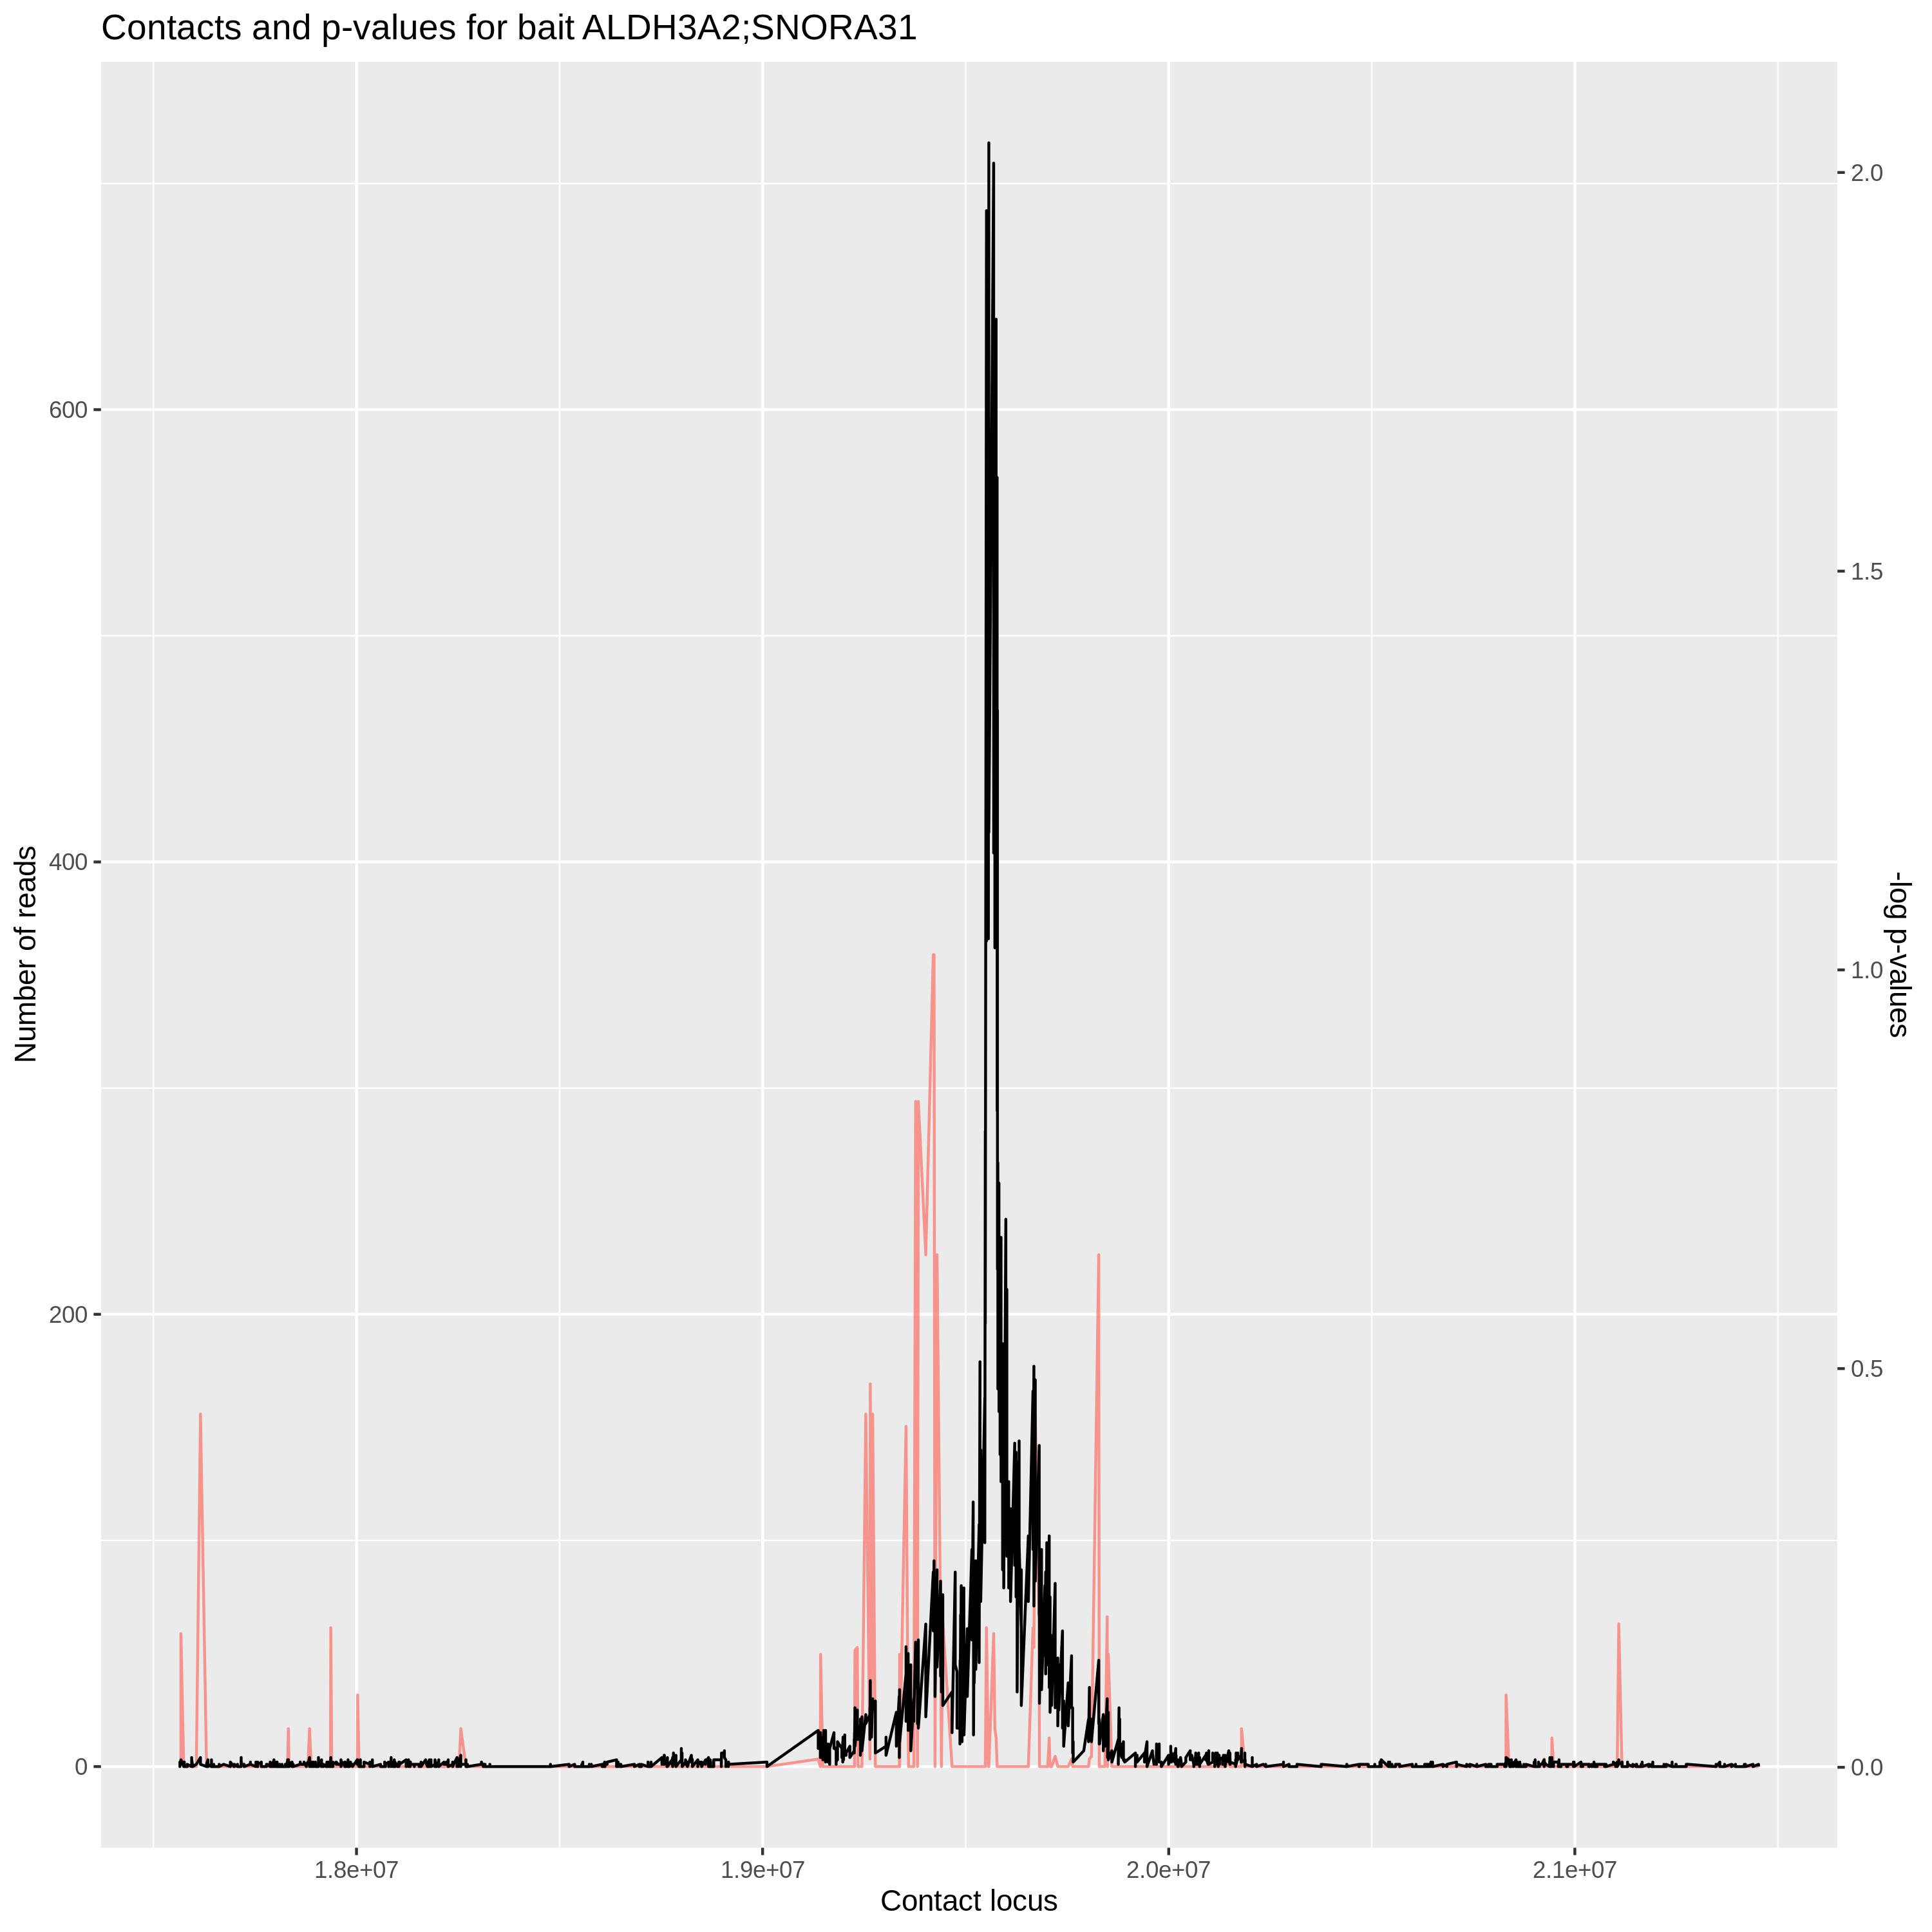 Contacts and p-values for bait ALDH3A2;SNORA31
Number of reads
600
400
200
0
2.0
1.5
1.0
0.5
0.0
-log p-values
1.8e+07 1.9e+07 2.0e+07 2.1e+07
Contact locus